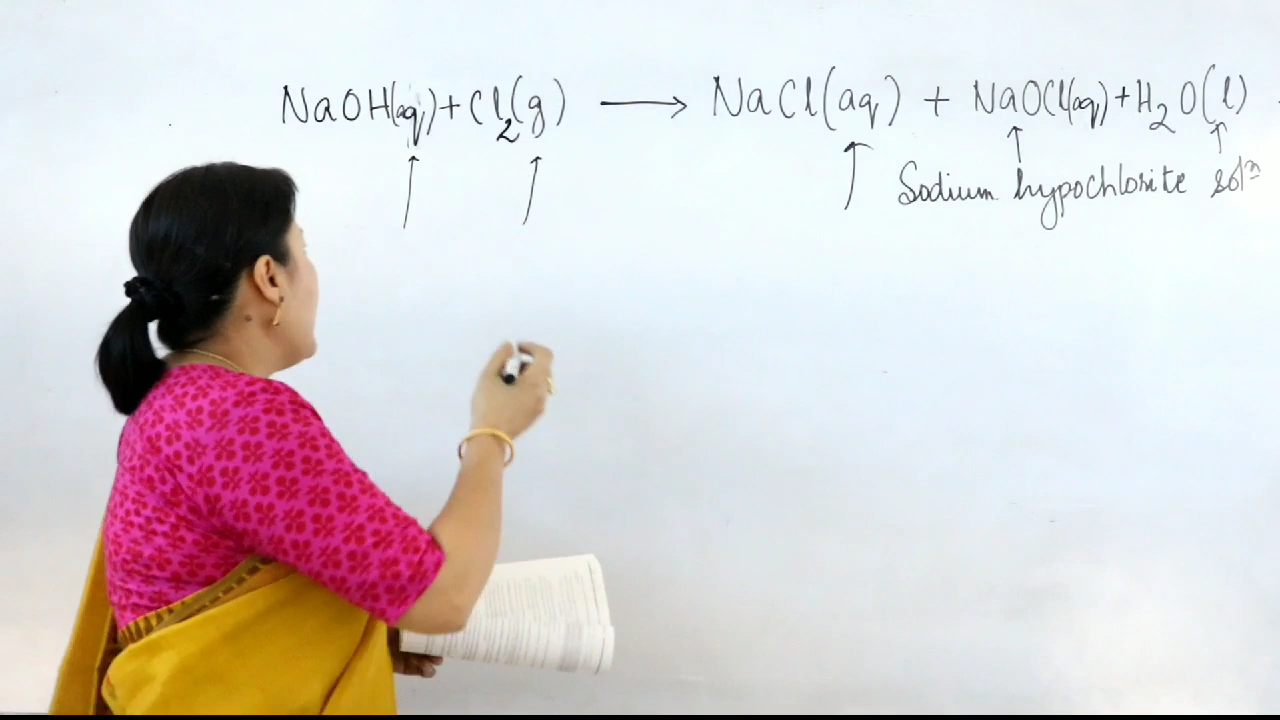 NaOH(aq) + Cl₂(g) ⟶ NaCl(aq) + NaOCl(aq) + H₂O(l)
Sodium hypochlorite solⁿ